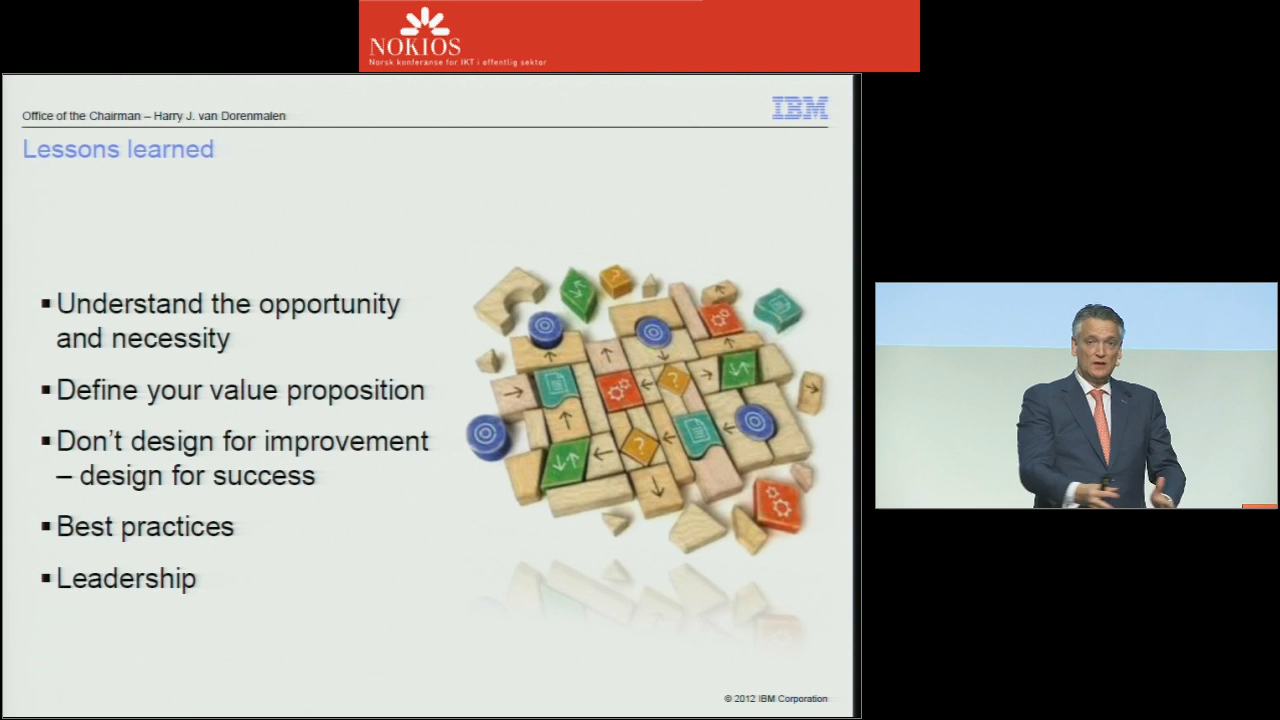 NOKIOS
Norsk konferanse for IKT i offentlig sektor
Office of the Chairman – Harry J. van Dorenmalen
IBM
Lessons learned
▪ Understand the opportunity
and necessity
▪ Define your value proposition
▪ Don't design for improvement
– design for success
▪ Best practices
▪ Leadership
© 2012 IBM Corporation